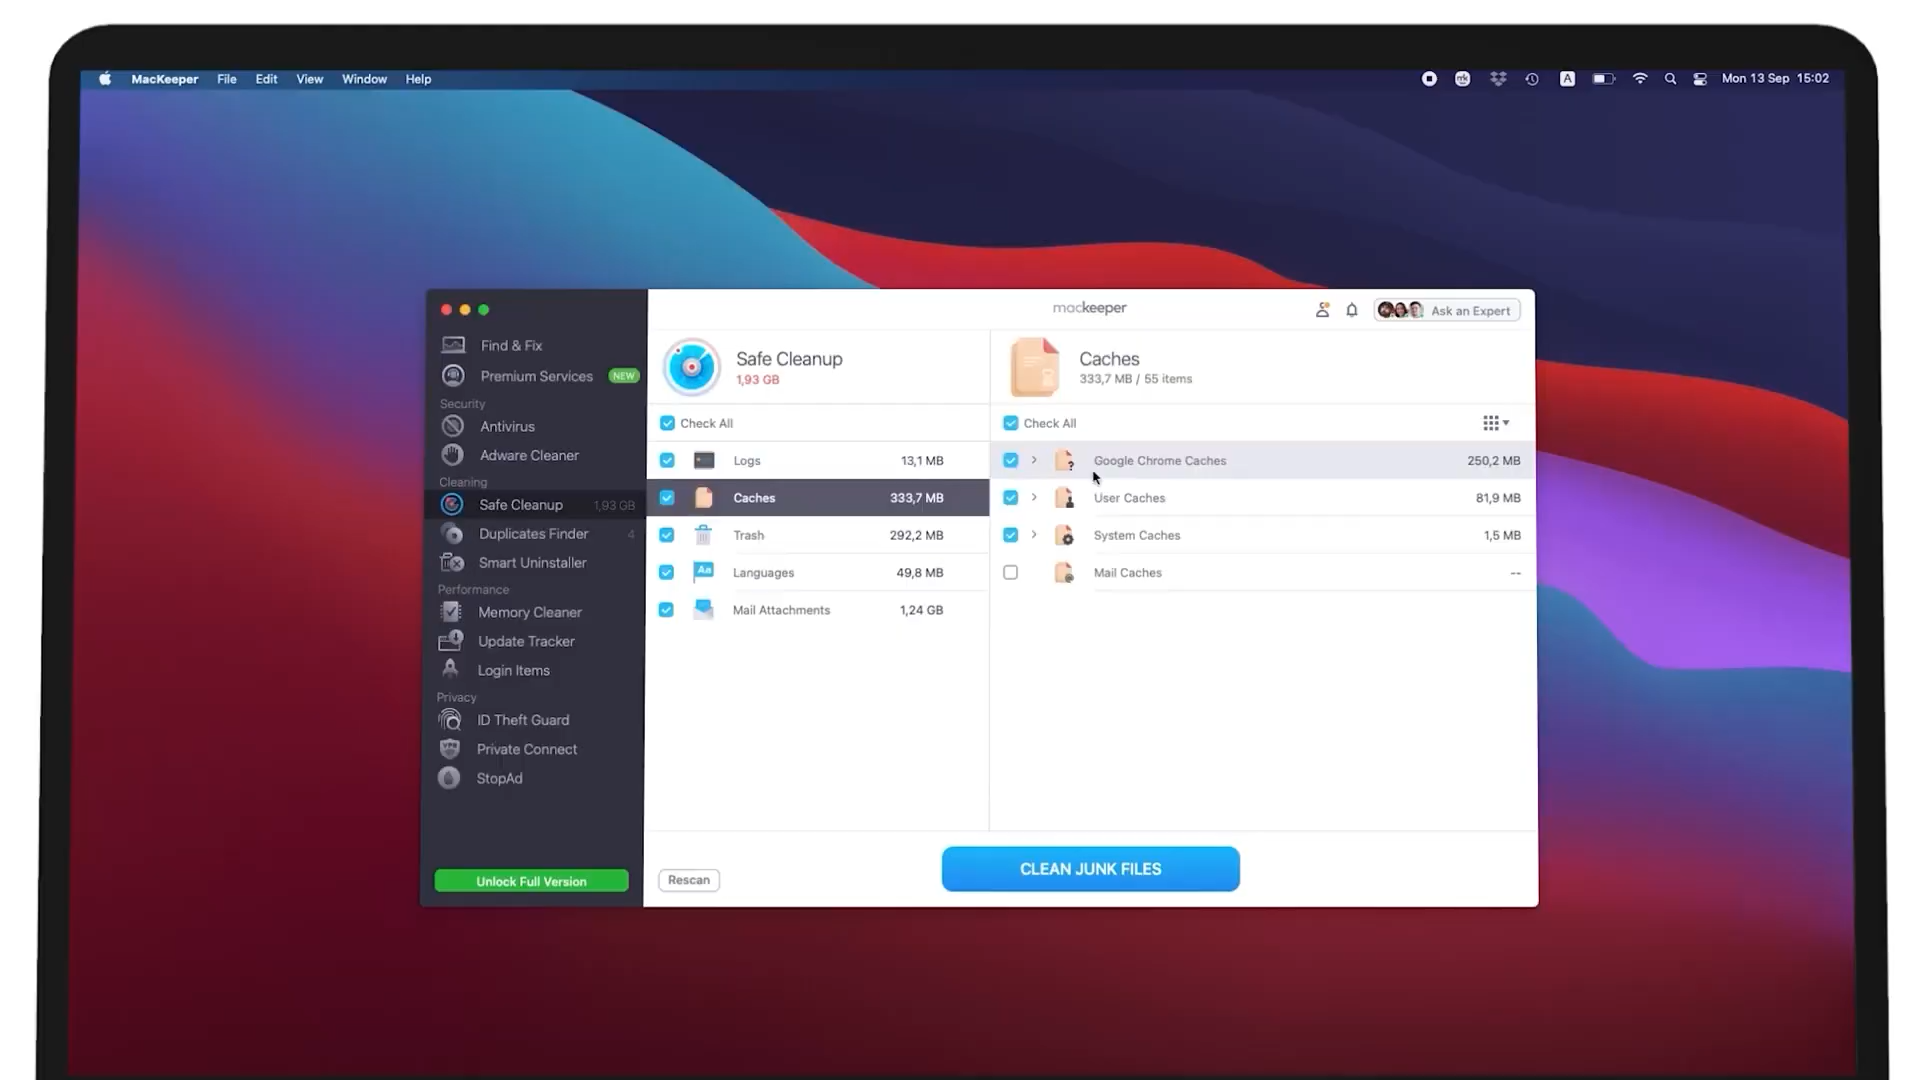 MacKeeper File Edit View Window Help
A
Mon 13 Sep 15:02
mackeeper
Ask an Expert
Find & Fix
Premium Services NEW
Security
Antivirus
Adware Cleaner
Cleaning
Safe Cleanup 1,93 GB
Duplicates Finder 4
Smart Uninstaller
Performance
Memory Cleaner
Update Tracker
Login Items
Privacy
ID Theft Guard
Private Connect
StopAd
Unlock Full Version
Safe Cleanup
1,93 GB
Check All
Logs 13,1 MB
Caches 333,7 MB
Trash 292,2 MB
Languages 49,8 MB
Mail Attachments 1,24 GB
Rescan
Caches
333,7 MB / 55 items
Check All
Google Chrome Caches 250,2 MB
User Caches 81,9 MB
System Caches 1,5 MB
Mail Caches --
CLEAN JUNK FILES